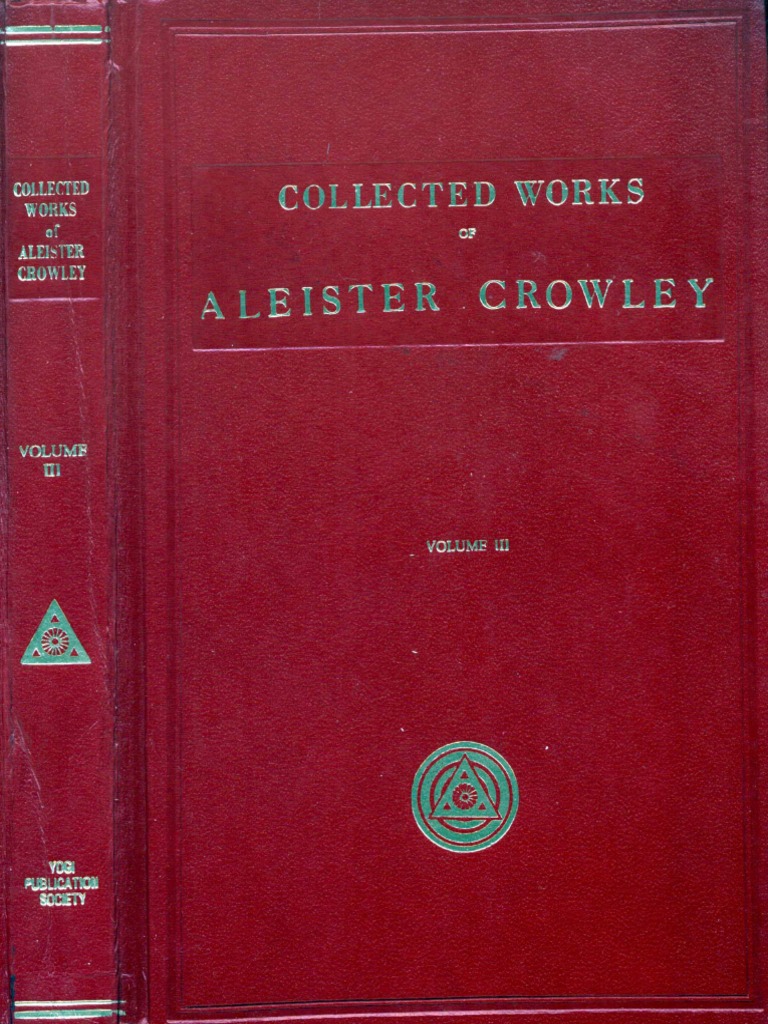 COLLECTED
WORKS
of
ALEISTER
CROWLEY
VOLUME
III
YOGI
PUBLICATION
SOCIETY
COLLECTED WORKS
OF
ALEISTER CROWLEY
VOLUME III